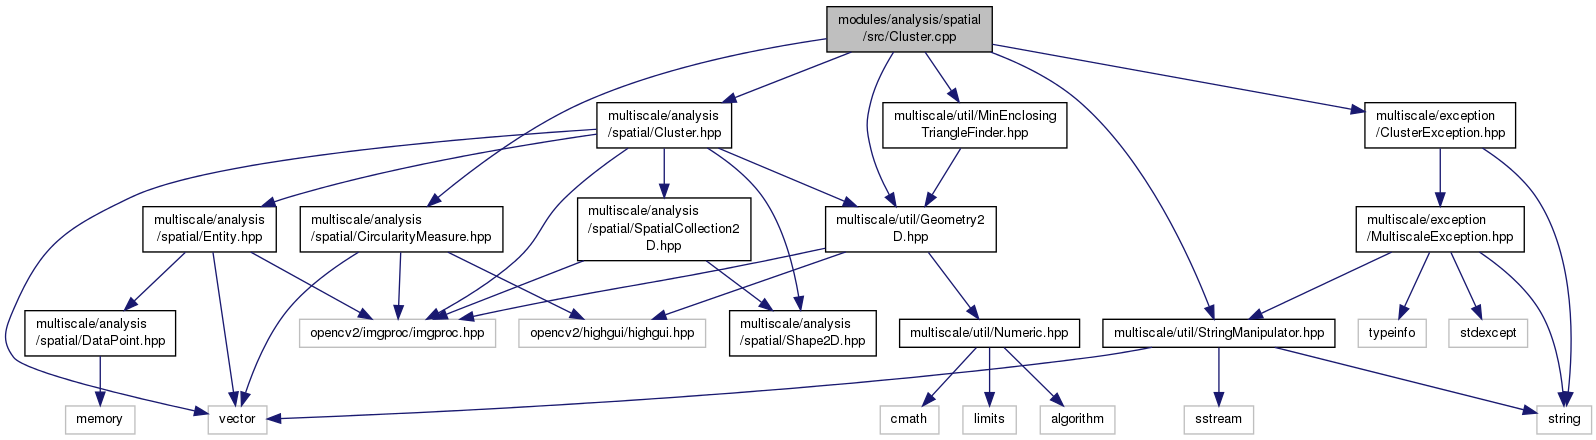 modules/analysis/spatial
/src/Cluster.cpp
multiscale/analysis
/spatial/Cluster.hpp
multiscale/util/MinEnclosing
TriangleFinder.hpp
multiscale/exception
/ClusterException.hpp
multiscale/analysis
/spatial/Entity.hpp
multiscale/analysis
/spatial/CircularityMeasure.hpp
multiscale/analysis
/spatial/SpatialCollection2
D.hpp
multiscale/util/Geometry2
D.hpp
multiscale/exception
/MultiscaleException.hpp
multiscale/analysis
/spatial/DataPoint.hpp
opencv2/imgproc/imgproc.hpp
opencv2/highgui/highgui.hpp
multiscale/analysis
/spatial/Shape2D.hpp
multiscale/util/Numeric.hpp
multiscale/util/StringManipulator.hpp
typeinfo
stdexcept
memory
vector
cmath
limits
algorithm
sstream
string